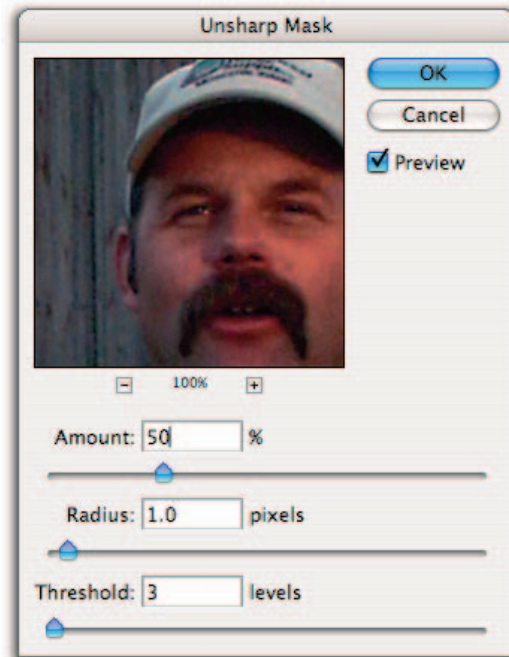 Unsharp Mask
OK
Cancel
Preview
100%
Amount: 50 %
Radius: 1.0 pixels
Threshold: 3 levels